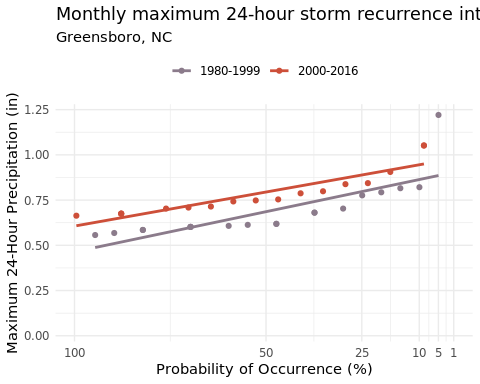 Monthly maximum 24-hour storm recurrence
Greensboro, NC
1980-1999 2000-2016
Maximum 24-Hour Precipitation (in)
1.25
1.00
0.75
0.50
0.25
0.00
100 50 25 10 5 1
Probability of Occurrence (%)